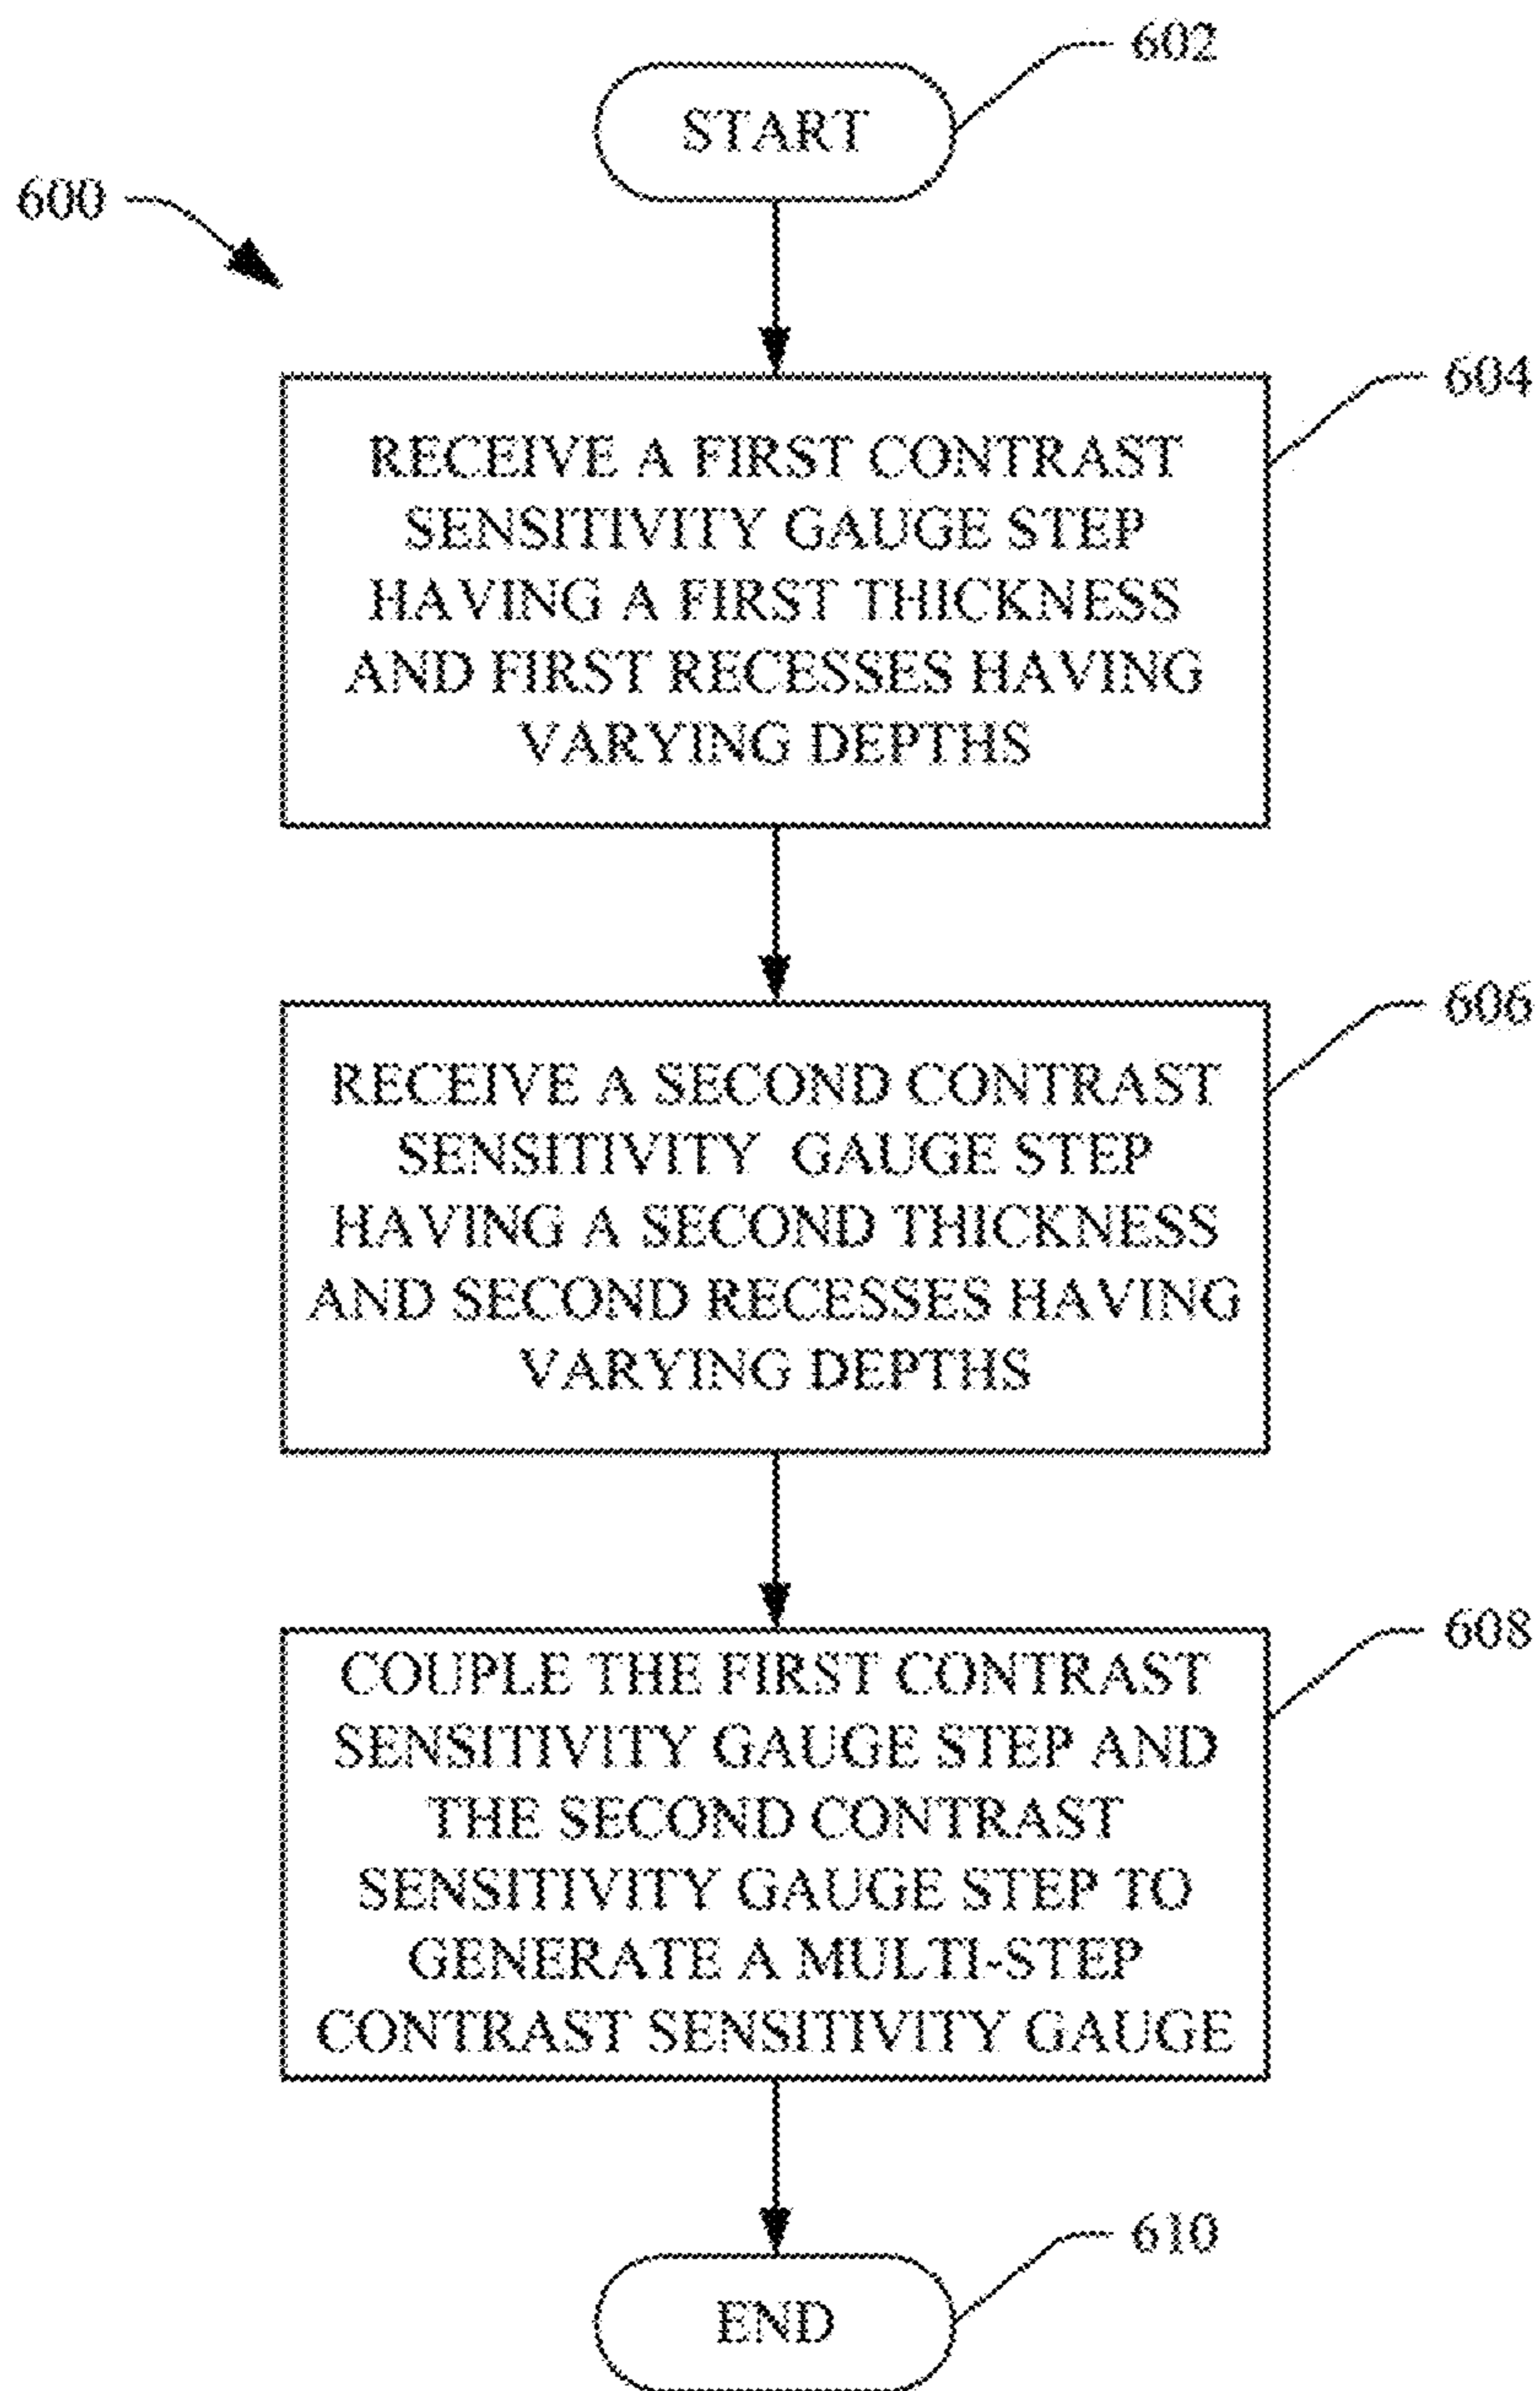 602
START
600
604
RECEIVE A FIRST CONTRAST
SENSITIVITY GAUGE STEP
HAVING A FIRST THICKNESS
AND FIRST RECESSES HAVING
VARYING DEPTHS
606
RECEIVE A SECOND CONTRAST
SENSITIVITY GAUGE STEP
HAVING A SECOND THICKNESS
AND SECOND RECESSES HAVING
VARYING DEPTHS
608
COUPLE THE FIRST CONTRAST
SENSITIVITY GAUGE STEP AND
THE SECOND CONTRAST
SENSITIVITY GAUGE STEP TO
GENERATE A MULTI-STEP
CONTRAST SENSITIVITY GAUGE
610
END